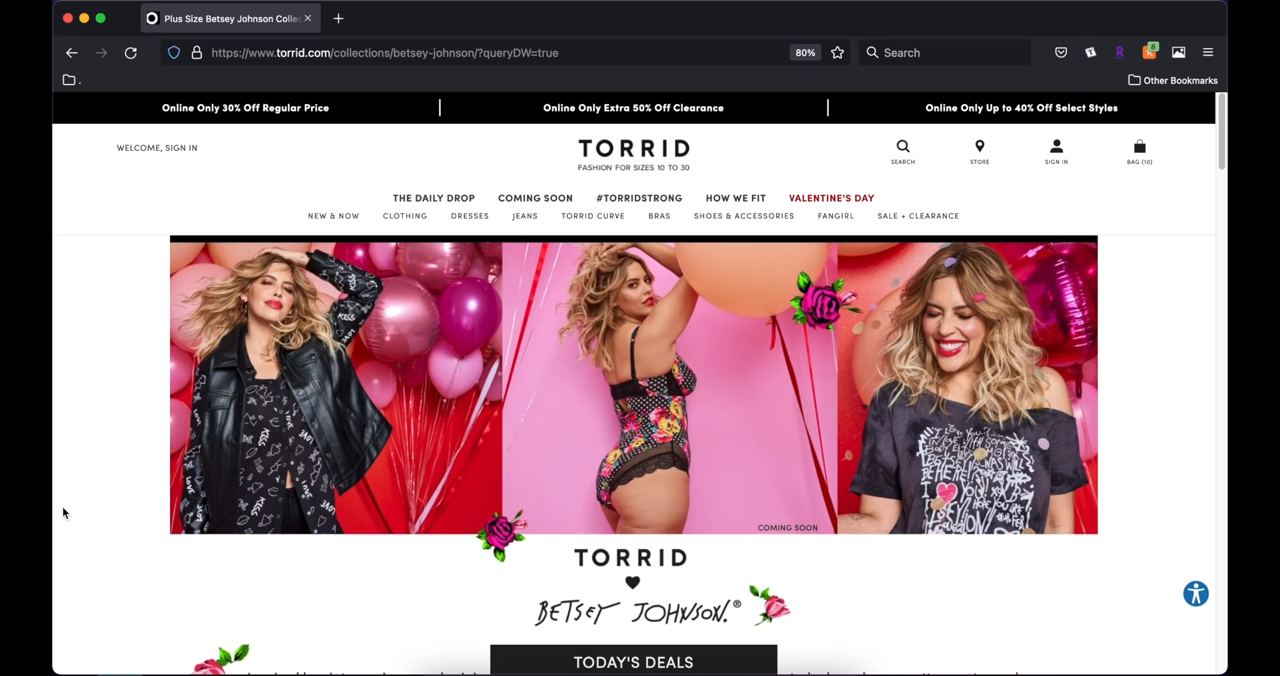 Plus Size Betsey Johnson Collec
https://www.torrid.com/collections/betsey-johnson/?queryDW=true
80%
Search
8
Other Bookmarks
Online Only 30% Off Regular Price
Online Only Extra 50% Off Clearance
Online Only Up to 40% Off Select Styles
WELCOME, SIGN IN
TORRID
FASHION FOR SIZES 10 TO 30
SEARCH
STORE
SIGN IN
BAG (10)
THE DAILY DROP COMING SOON #TORRIDSTRONG HOW WE FIT VALENTINE'S DAY
NEW & NOW CLOTHING DRESSES JEANS TORRID CURVE BRAS SHOES & ACCESSORIES FANGIRL SALE + CLEARANCE
COMING SOON
TORRID
BETSEY JOHNSON.®
TODAY'S DEALS